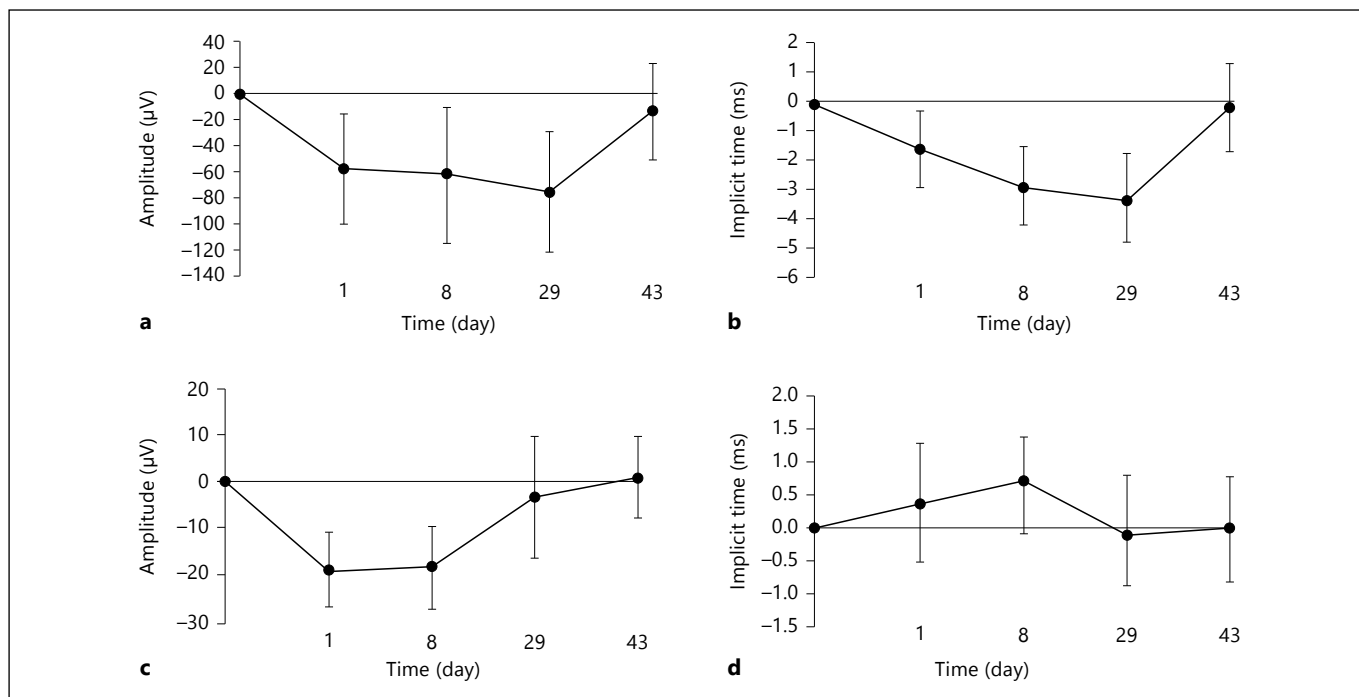 40
20
0
–20
–40
–60
–80
–100
–120
–140
Amplitude (µV)
1 8 29 43
Time (day)
a
2
1
0
–1
–2
–3
–4
–5
–6
Implicit time (ms)
1 8 29 43
Time (day)
b
20
10
0
–10
–20
–30
Amplitude (µV)
1 8 29 43
Time (day)
c
2.0
1.5
1.0
0.5
0.0
–0.5
–1.0
–1.5
Implicit time (ms)
1 8 29 43
Time (day)
d